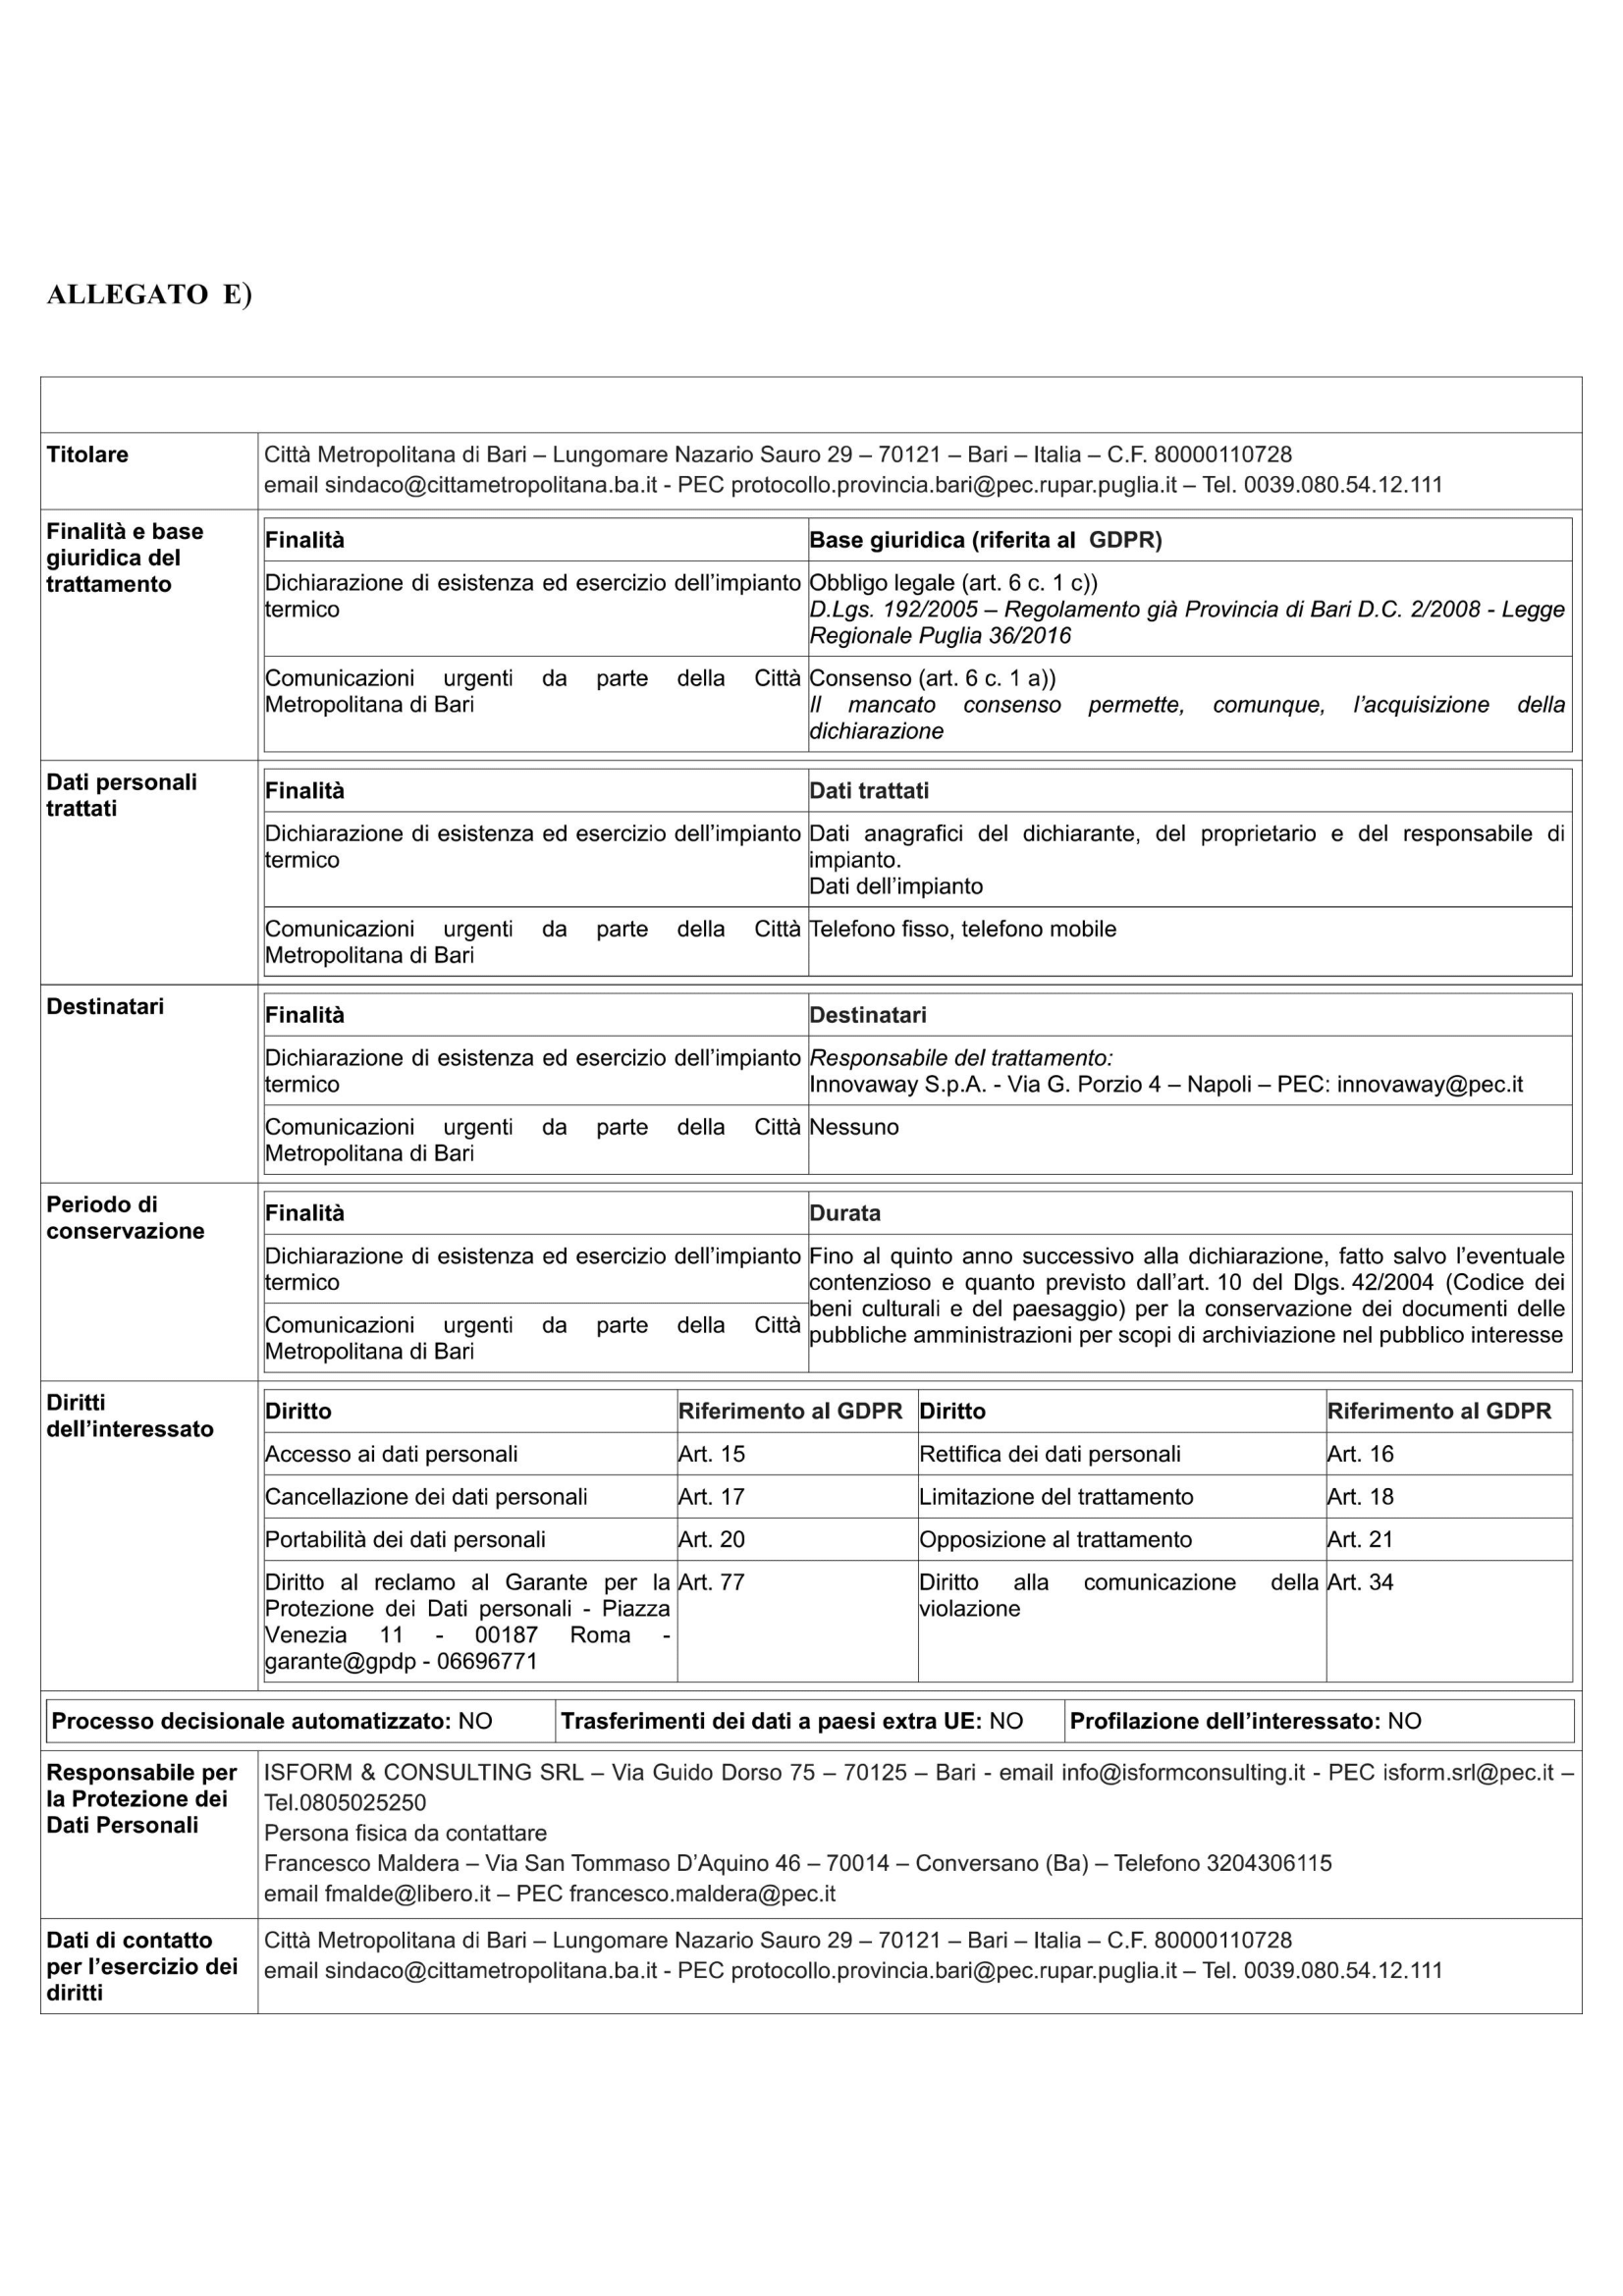 ALLEGATO E)
Titolare
Città Metropolitana di Bari – Lungomare Nazario Sauro 29 – 70121 – Bari – Italia – C.F. 80000110728
email sindaco@cittametropolitana.ba.it - PEC protocollo.provincia.bari@pec.rupar.puglia.it – Tel. 0039.080.54.12.111
Finalità e base
giuridica del
trattamento
Finalità
Base giuridica (riferita al GDPR)
Dichiarazione di esistenza ed esercizio dell’impianto
termico
Obbligo legale (art. 6 c. 1 c))
D.Lgs. 192/2005 – Regolamento già Provincia di Bari D.C. 2/2008 - Legge
Regionale Puglia 36/2016
Comunicazioni urgenti da parte della Città
Metropolitana di Bari
Consenso (art. 6 c. 1 a))
Il mancato consenso permette, comunque, l’acquisizione della
dichiarazione
Dati personali
trattati
Finalità
Dati trattati
Dichiarazione di esistenza ed esercizio dell’impianto
termico
Dati anagrafici del dichiarante, del proprietario e del responsabile di
impianto.
Dati dell’impianto
Comunicazioni urgenti da parte della Città
Metropolitana di Bari
Telefono fisso, telefono mobile
Destinatari
Finalità
Destinatari
Dichiarazione di esistenza ed esercizio dell’impianto
termico
Responsabile del trattamento:
Innovaway S.p.A. - Via G. Porzio 4 – Napoli – PEC: innovaway@pec.it
Comunicazioni urgenti da parte della Città
Metropolitana di Bari
Nessuno
Periodo di
conservazione
Finalità
Durata
Dichiarazione di esistenza ed esercizio dell’impianto
termico
Comunicazioni urgenti da parte della Città
Metropolitana di Bari
Fino al quinto anno successivo alla dichiarazione, fatto salvo l’eventuale
contenzioso e quanto previsto dall’art. 10 del Dlgs. 42/2004 (Codice dei
beni culturali e del paesaggio) per la conservazione dei documenti delle
pubbliche amministrazioni per scopi di archiviazione nel pubblico interesse
Diritti
dell’interessato
Diritto
Riferimento al GDPR
Diritto
Riferimento al GDPR
Accesso ai dati personali
Art. 15
Rettifica dei dati personali
Art. 16
Cancellazione dei dati personali
Art. 17
Limitazione del trattamento
Art. 18
Portabilità dei dati personali
Art. 20
Opposizione al trattamento
Art. 21
Diritto al reclamo al Garante per la
Protezione dei Dati personali - Piazza
Venezia 11 - 00187 Roma -
garante@gpdp - 06696771
Art. 77
Diritto alla comunicazione della
violazione
Art. 34
Processo decisionale automatizzato: NO
Trasferimenti dei dati a paesi extra UE: NO
Profilazione dell’interessato: NO
Responsabile per
la Protezione dei
Dati Personali
ISFORM & CONSULTING SRL – Via Guido Dorso 75 – 70125 – Bari - email info@isformconsulting.it - PEC isform.srl@pec.it –
Tel.0805025250
Persona fisica da contattare
Francesco Maldera – Via San Tommaso D’Aquino 46 – 70014 – Conversano (Ba) – Telefono 3204306115
email fmalde@libero.it – PEC francesco.maldera@pec.it
Dati di contatto
per l’esercizio dei
diritti
Città Metropolitana di Bari – Lungomare Nazario Sauro 29 – 70121 – Bari – Italia – C.F. 80000110728
email sindaco@cittametropolitana.ba.it - PEC protocollo.provincia.bari@pec.rupar.puglia.it – Tel. 0039.080.54.12.111